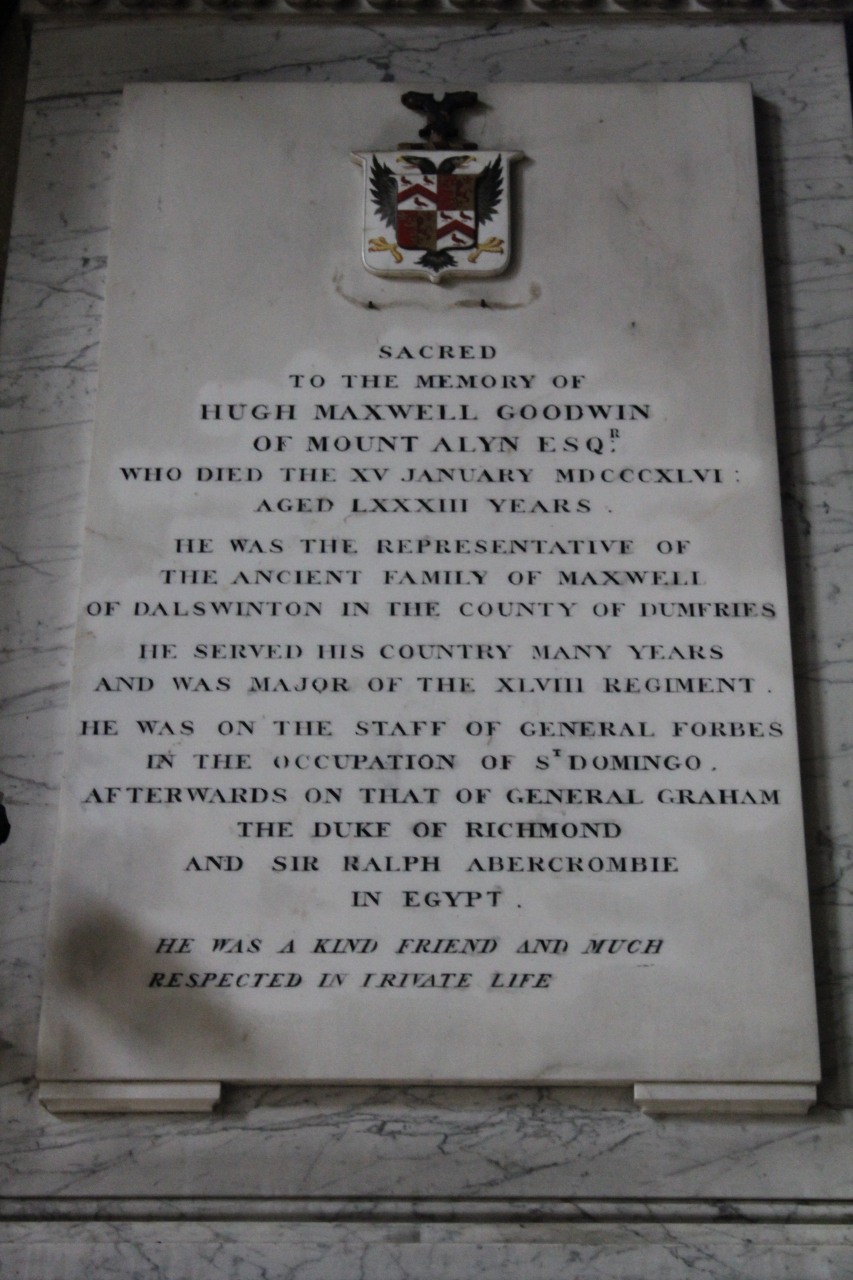 SACRED
TO THE MEMORY OF
HUGH MAXWELL GOODWIN
OF MOUNT ALYN ESQR.
WHO DIED THE XV JANUARY MDCCCXLVI:
AGED LXXXIII YEARS.
HE WAS THE REPRESENTATIVE OF
THE ANCIENT FAMILY OF MAXWELL
OF DALSWINTON IN THE COUNTY OF DUMFRIES
HE SERVED HIS COUNTRY MANY YEARS
AND WAS MAJOR OF THE XLVIII REGIMENT.
HE WAS ON THE STAFF OF GENERAL FORBES
IN THE OCCUPATION OF ST DOMINGO.
AFTERWARDS ON THAT OF GENERAL GRAHAM
THE DUKE OF RICHMOND
AND SIR RALPH ABERCROMBIE
IN EGYPT.
HE WAS A KIND FRIEND AND MUCH
RESPECTED IN PRIVATE LIFE